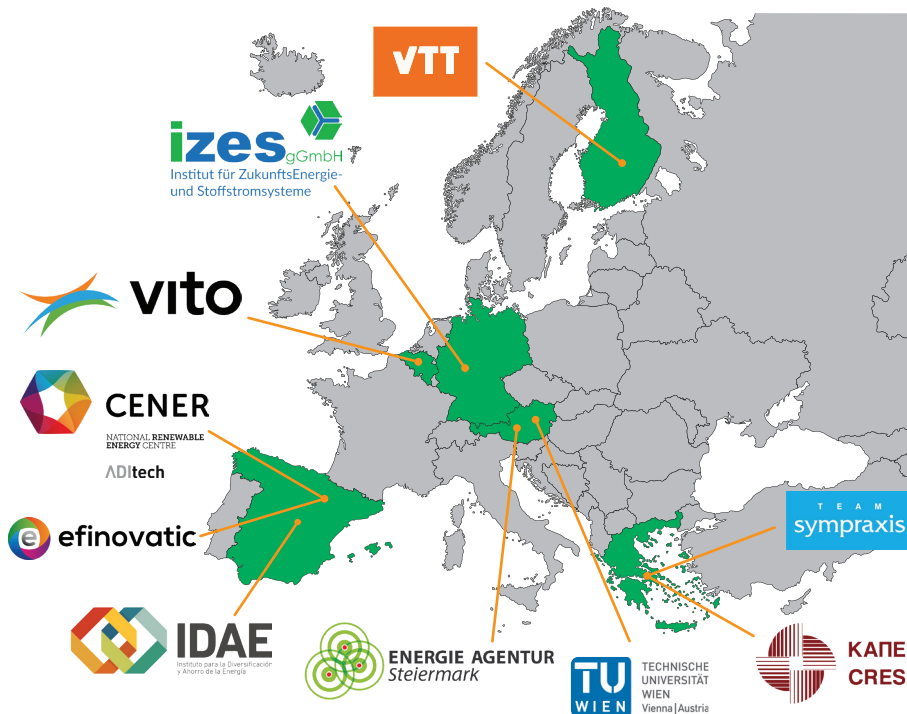 VTT
izes gGmbH
Institut für ZukunftsEnergie-
und Stoffstromsysteme
vito
CENER
NATIONAL RENEWABLE
ENERGY CENTRE
ADItech
e efinovatic
IDAE
Instituto para la Diversificación
y Ahorro de la Energía
ENERGIE AGENTUR
Steiermark
TU
WIEN
TECHNISCHE
UNIVERSITÄT
WIEN
Vienna | Austria
TEAM
sympraxis
ΚΑΠΕ
CRES